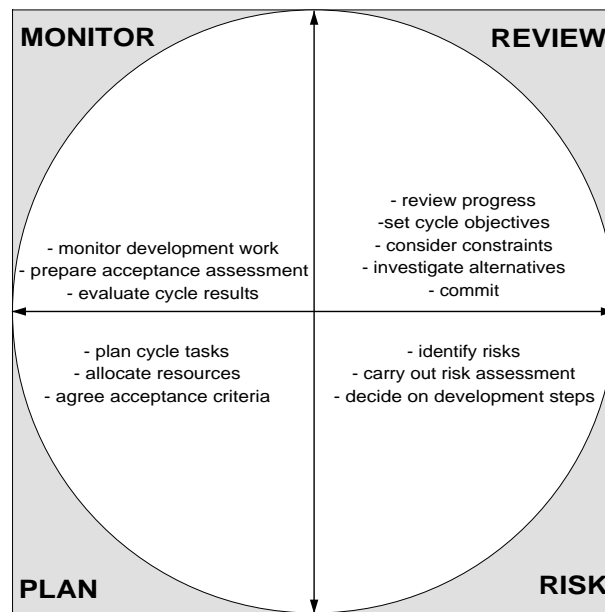 MONITOR
REVIEW
- review progress
-set cycle objectives
- consider constraints
- investigate alternatives
- commit
- monitor development work
- prepare acceptance assessment
- evaluate cycle results
- plan cycle tasks
- allocate resources
- agree acceptance criteria
- identify risks
- carry out risk assessment
- decide on development steps
PLAN
RISK